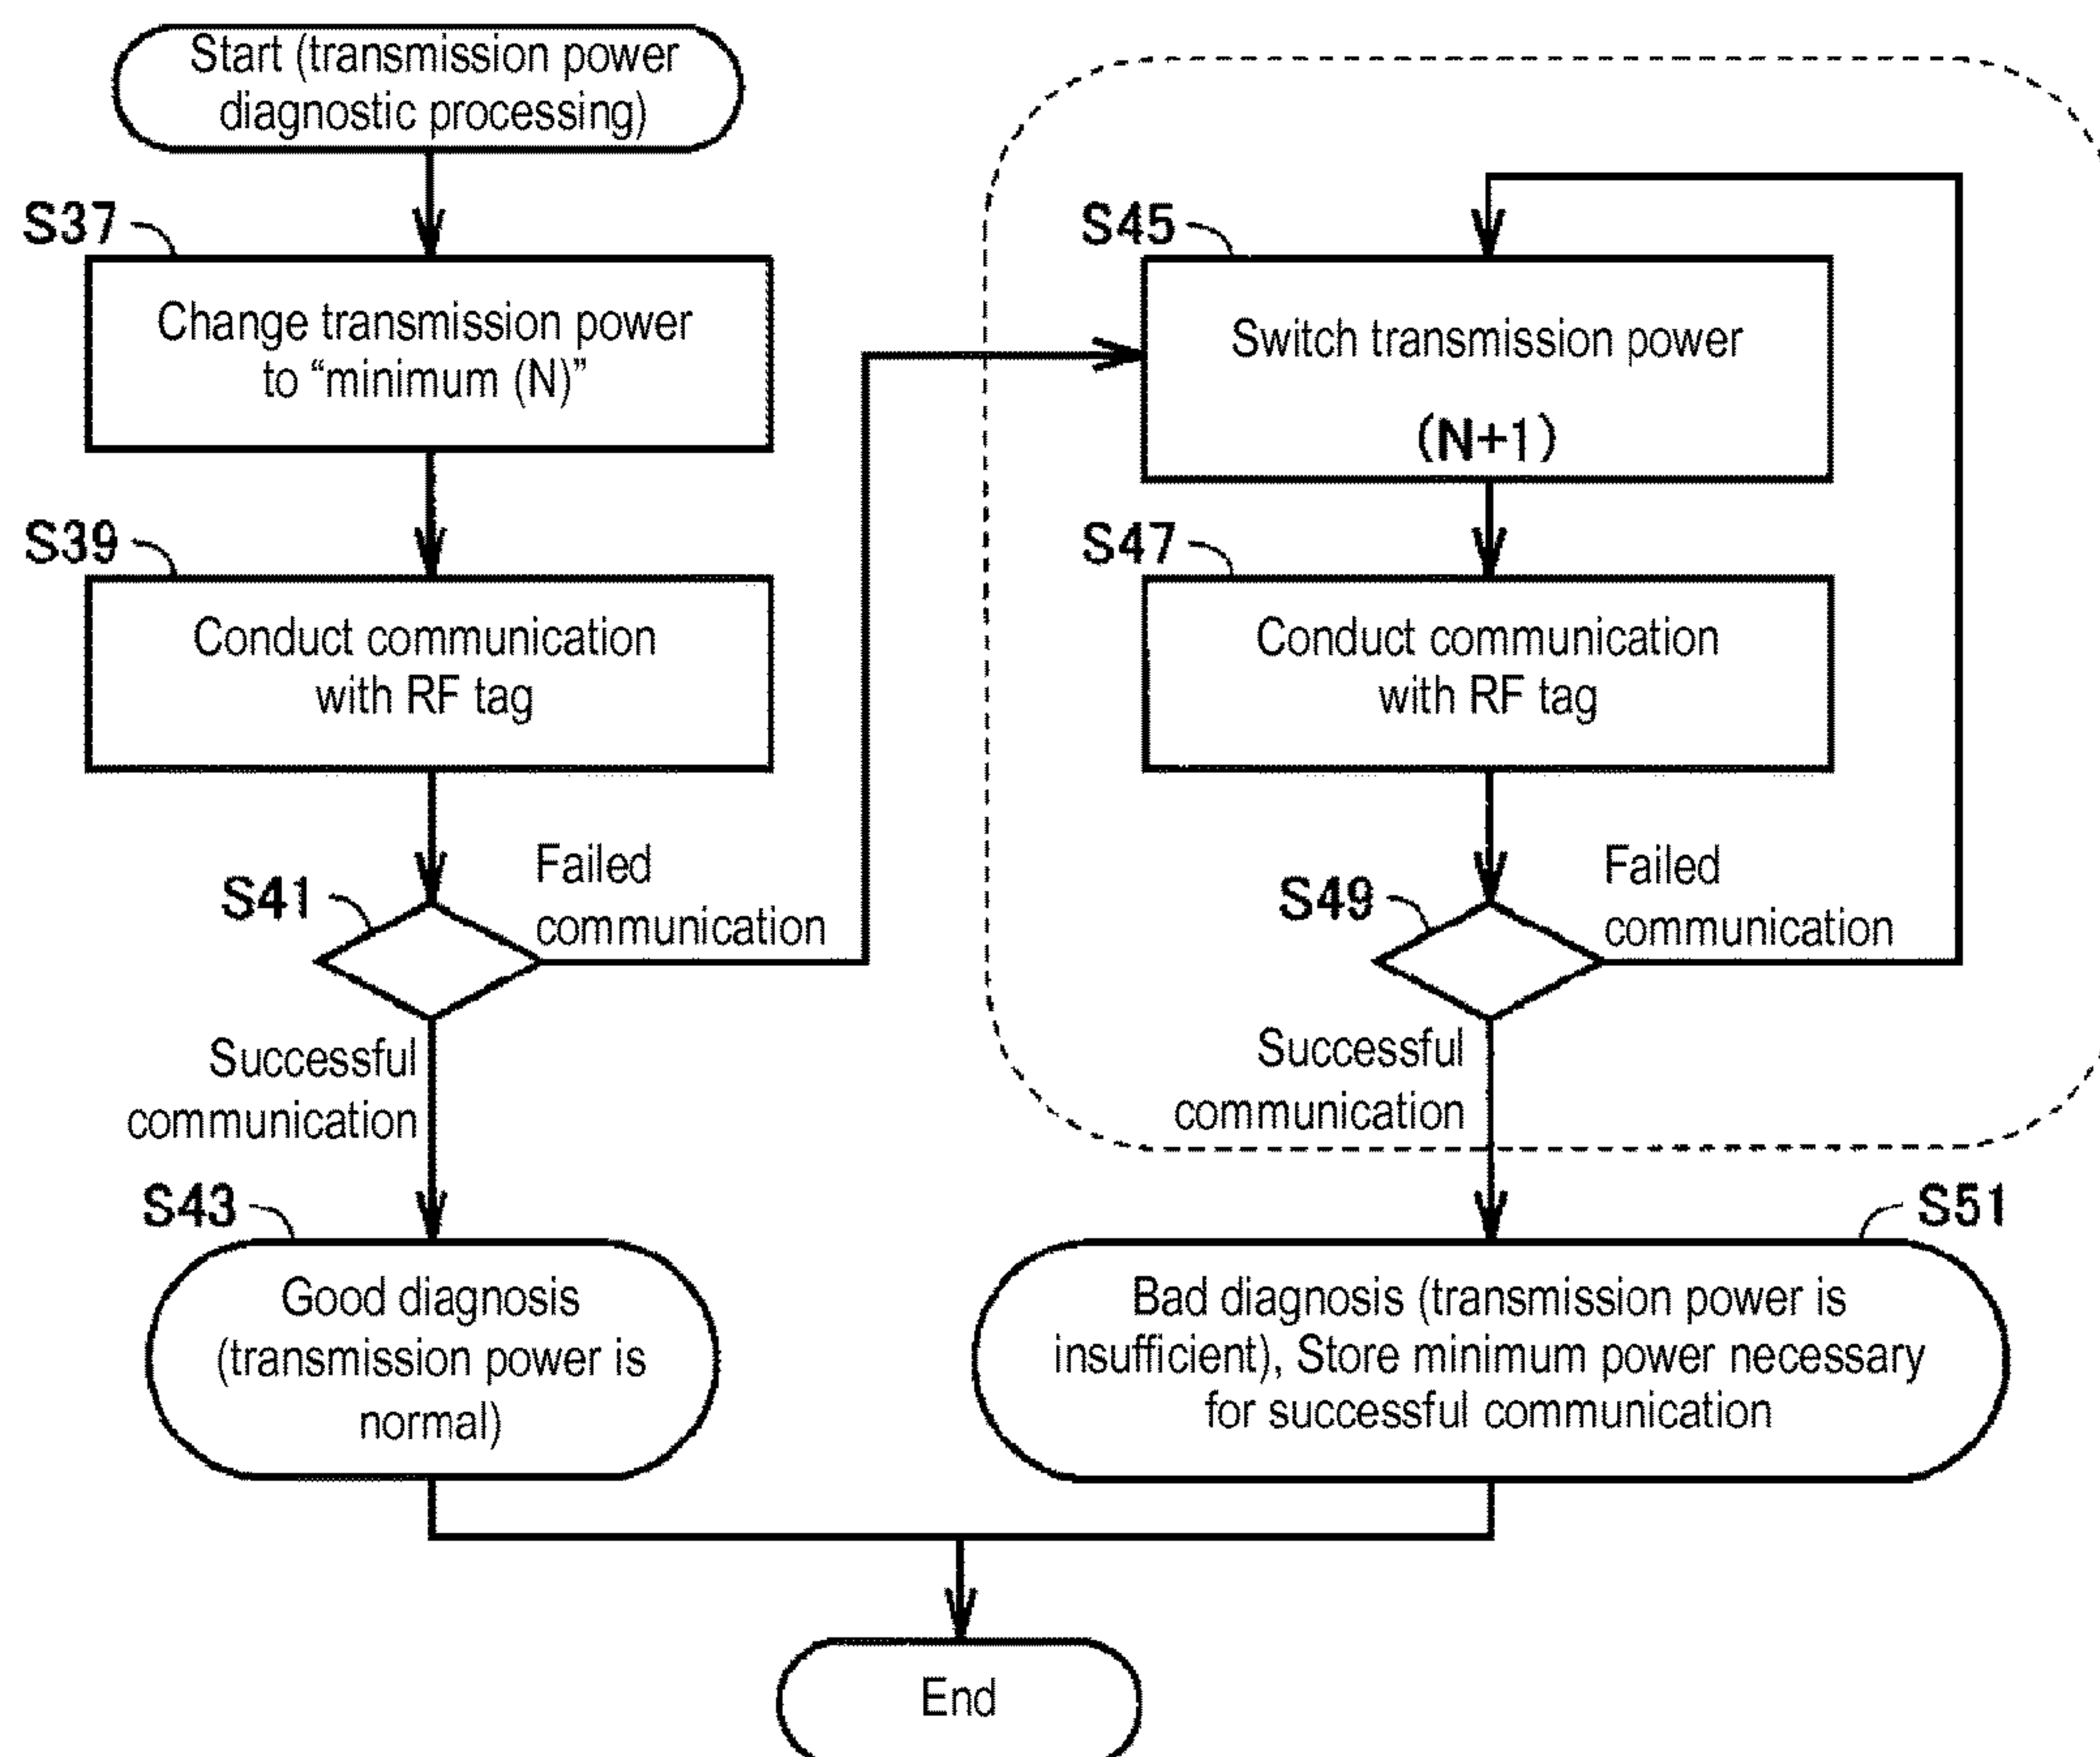 Start (transmission power
diagnostic processing)
S37
Change transmission power
to “minimum (N)”
S39
Conduct communication
with RF tag
S41
Failed
communication
Successful
communication
S43
Good diagnosis
(transmission power is
normal)
S45
Switch transmission power
(N+1)
S47
Conduct communication
with RF tag
S49
Failed
communication
Successful
communication
S51
Bad diagnosis (transmission power is
insufficient), Store minimum power necessary
for successful communication
End